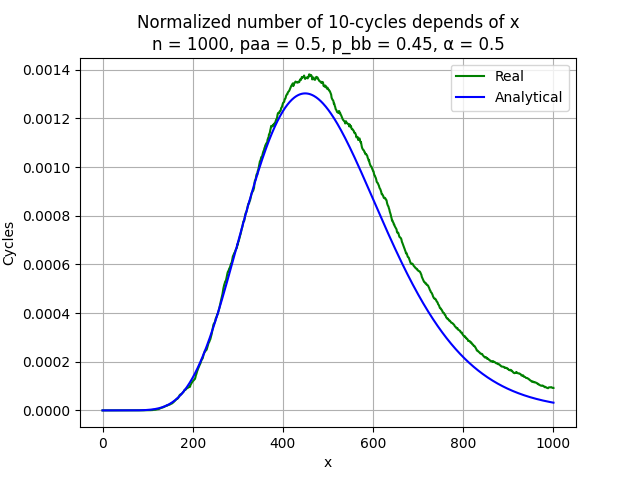 Normalized number of 10-cycles depends of x
n = 1000, paa = 0.5, p_bb = 0.45, α = 0.5
Real
Analytical
0.0014
0.0012
0.0010
0.0008
0.0006
0.0004
0.0002
0.0000
Cycles
0 200 400 600 800 1000
x